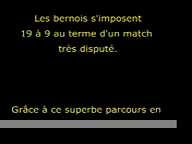 Les bernois s'imposent
19 à 9 au terme d'un match
très disputé.
Grâce à ce superbe parcours en